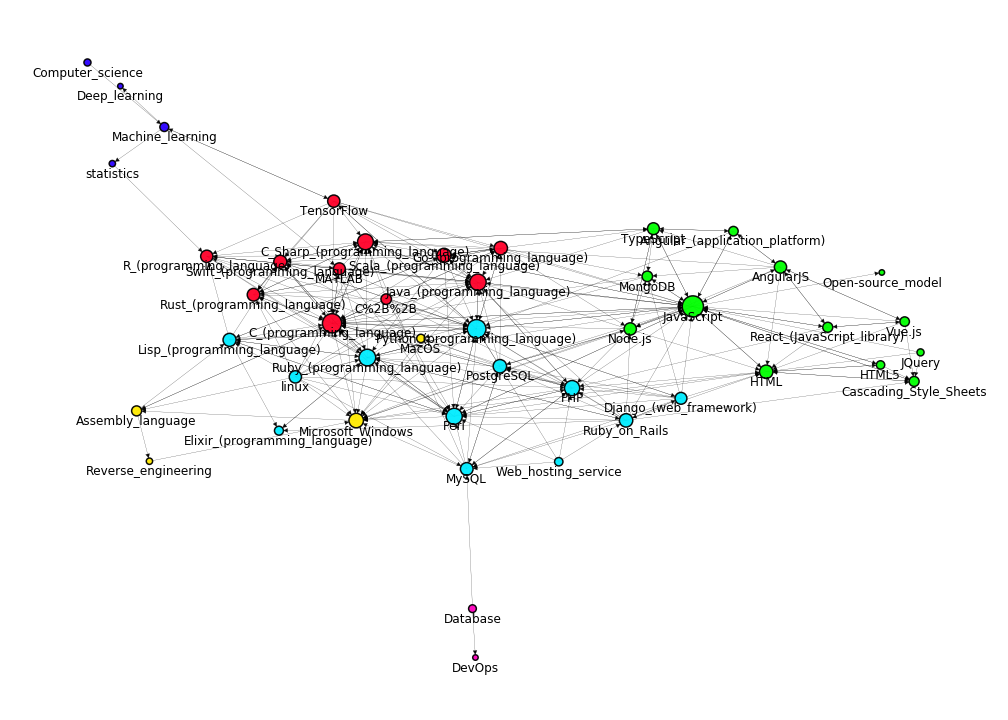 Computer_science
Deep_learning
Machine_learning
statistics
TensorFlow
TypeScript
Angular_(application_platform)
C_Sharp_(programming_language)
Go_(programming_language)
R_(programming_language)
Scala_(programming_language)
Swift_(programming_language)
MATLAB
AngularJS
Open-source_model
MongoDB
Java_(programming_language)
Rust_(programming_language)
C%2B%2B
JavaScript
C_(programming_language)
Python_(programming_language)
Node.js
React_(JavaScript_library)
Vue.js
MacOS
Lisp_(programming_language)
JQuery
Ruby_(programming_language)
PostgreSQL
HTML
HTML5
linux
Cascading_Style_Sheets
PHP
Django_(web_framework)
Assembly_language
Microsoft_Windows
Perl
Ruby_on_Rails
Elixir_(programming_language)
Reverse_engineering
Web_hosting_service
MySQL
Database
DevOps